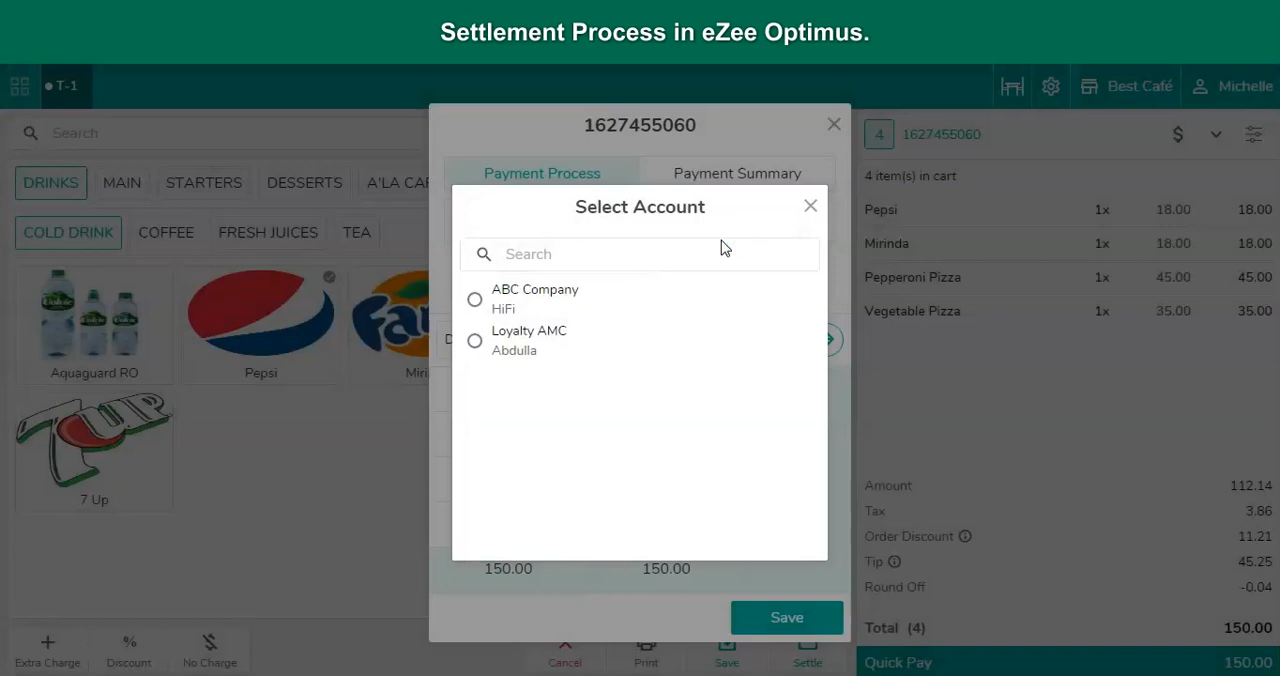 Settlement Process in eZee Optimus.
T-1
Best Café
Michelle
Search
DRINKS MAIN STARTERS DESSERTS A'LA CAR
COLD DRINK COFFEE FRESH JUICES TEA
Aquaguard RO
Pepsi
Miri
7UP
7 Up
Extra Charge
%
Discount
No Charge
1627455060
Payment Process Payment Summary
Select Account
Search
ABC Company
HiFi
Loyalty AMC
Abdulla
150.00 150.00
Save
Cancel
Print
Save
Settle
4 1627455060 $
4 item(s) in cart
Pepsi 1x 18.00 18.00
Mirinda 1x 18.00 18.00
Pepperoni Pizza 1x 45.00 45.00
Vegetable Pizza 1x 35.00 35.00
Amount 112.14
Tax 3.86
Order Discount 11.21
Tip 45.25
Round Off -0.04
Total (4) 150.00
Quick Pay 150.00